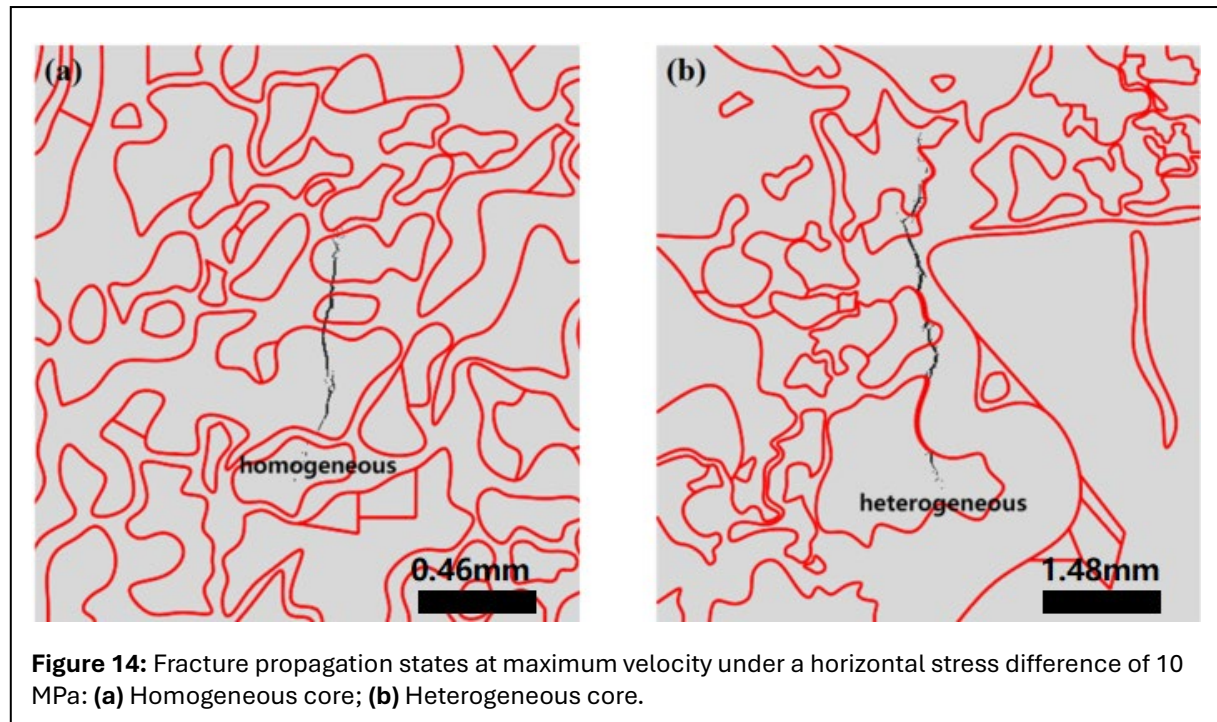 (a)
(b)
homogeneous
heterogeneous
0.46mm
1.48mm
Figure 14: Fracture propagation states at maximum velocity under a horizontal stress difference of 10
MPa: (a) Homogeneous core; (b) Heterogeneous core.